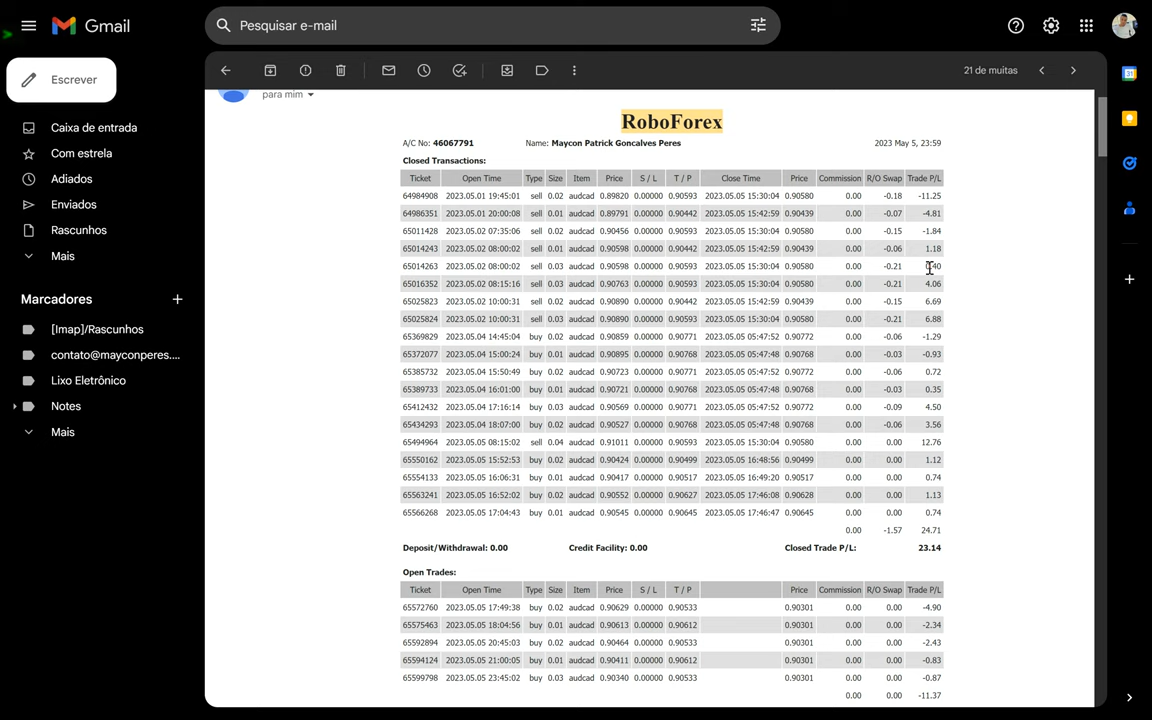 Gmail
Pesquisar e-mail
Escrever
21 de muitas
31
Caixa de entrada
Com estrela
Adiados
Enviados
Rascunhos
Mais
Marcadores
[Imap]/Rascunhos
contato@mayconperes....
Lixo Eletrônico
Notes
Mais
para mim
RoboForex
A/C No: 46067791 Name: Maycon Patrick Goncalves Peres 2023 May 5, 23:59
Closed Transactions:
Ticket Open Time Type Size Item Price S / L T / P Close Time Price Commission R/O Swap Trade P/L
64984908 2023.05.01 19:45:01 sell 0.02 audcad 0.89820 0.00000 0.90593 2023.05.05 15:30:04 0.90580 0.00 -0.18 -11.25
64986351 2023.05.01 20:00:08 sell 0.01 audcad 0.89791 0.00000 0.90442 2023.05.05 15:42:59 0.90439 0.00 -0.07 -4.81
65011428 2023.05.02 07:35:06 sell 0.02 audcad 0.90456 0.00000 0.90593 2023.05.05 15:30:04 0.90580 0.00 -0.15 -1.84
65014243 2023.05.02 08:00:02 sell 0.01 audcad 0.90598 0.00000 0.90442 2023.05.05 15:42:59 0.90439 0.00 -0.06 1.18
65014263 2023.05.02 08:00:02 sell 0.03 audcad 0.90598 0.00000 0.90593 2023.05.05 15:30:04 0.90580 0.00 -0.21 0.40
65016352 2023.05.02 08:15:16 sell 0.03 audcad 0.90763 0.00000 0.90593 2023.05.05 15:30:04 0.90580 0.00 -0.21 4.06
65025823 2023.05.02 10:00:31 sell 0.02 audcad 0.90890 0.00000 0.90442 2023.05.05 15:42:59 0.90439 0.00 -0.15 6.69
65025824 2023.05.02 10:00:31 sell 0.03 audcad 0.90890 0.00000 0.90593 2023.05.05 15:30:04 0.90580 0.00 -0.21 6.88
65369829 2023.05.04 14:45:04 buy 0.02 audcad 0.90859 0.00000 0.90771 2023.05.05 05:47:52 0.90772 0.00 -0.06 -1.29
65372077 2023.05.04 15:00:24 buy 0.01 audcad 0.90895 0.00000 0.90768 2023.05.05 05:47:48 0.90768 0.00 -0.03 -0.93
65385732 2023.05.04 15:50:49 buy 0.02 audcad 0.90723 0.00000 0.90771 2023.05.05 05:47:52 0.90772 0.00 -0.06 0.72
65389733 2023.05.04 16:01:00 buy 0.01 audcad 0.90721 0.00000 0.90768 2023.05.05 05:47:48 0.90768 0.00 -0.03 0.35
65412432 2023.05.04 17:16:14 buy 0.03 audcad 0.90569 0.00000 0.90771 2023.05.05 05:47:52 0.90772 0.00 -0.09 4.50
65434293 2023.05.04 18:07:00 buy 0.02 audcad 0.90527 0.00000 0.90768 2023.05.05 05:47:48 0.90768 0.00 -0.06 3.56
65494964 2023.05.05 08:15:02 sell 0.04 audcad 0.91011 0.00000 0.90593 2023.05.05 15:30:04 0.90580 0.00 0.00 12.76
65550162 2023.05.05 15:52:53 buy 0.02 audcad 0.90424 0.00000 0.90499 2023.05.05 16:48:56 0.90499 0.00 0.00 1.12
65554133 2023.05.05 16:06:31 buy 0.01 audcad 0.90417 0.00000 0.90517 2023.05.05 16:49:20 0.90517 0.00 0.00 0.74
65563241 2023.05.05 16:52:02 buy 0.02 audcad 0.90552 0.00000 0.90627 2023.05.05 17:46:08 0.90628 0.00 0.00 1.13
65566268 2023.05.05 17:04:43 buy 0.01 audcad 0.90545 0.00000 0.90645 2023.05.05 17:46:47 0.90645 0.00 0.00 0.74
0.00 -1.57 24.71
Deposit/Withdrawal: 0.00 Credit Facility: 0.00 Closed Trade P/L: 23.14
Open Trades:
Ticket Open Time Type Size Item Price S / L T / P Price Commission R/O Swap Trade P/L
65572760 2023.05.05 17:49:38 buy 0.02 audcad 0.90629 0.00000 0.90533 0.90301 0.00 0.00 -4.90
65575463 2023.05.05 18:04:56 buy 0.01 audcad 0.90613 0.00000 0.90612 0.90301 0.00 0.00 -2.34
65592894 2023.05.05 20:45:03 buy 0.02 audcad 0.90464 0.00000 0.90533 0.90301 0.00 0.00 -2.43
65594124 2023.05.05 21:00:05 buy 0.01 audcad 0.90411 0.00000 0.90612 0.90301 0.00 0.00 -0.83
65599798 2023.05.05 23:45:02 buy 0.03 audcad 0.90340 0.00000 0.90533 0.90301 0.00 0.00 -0.87
0.00 0.00 -11.37